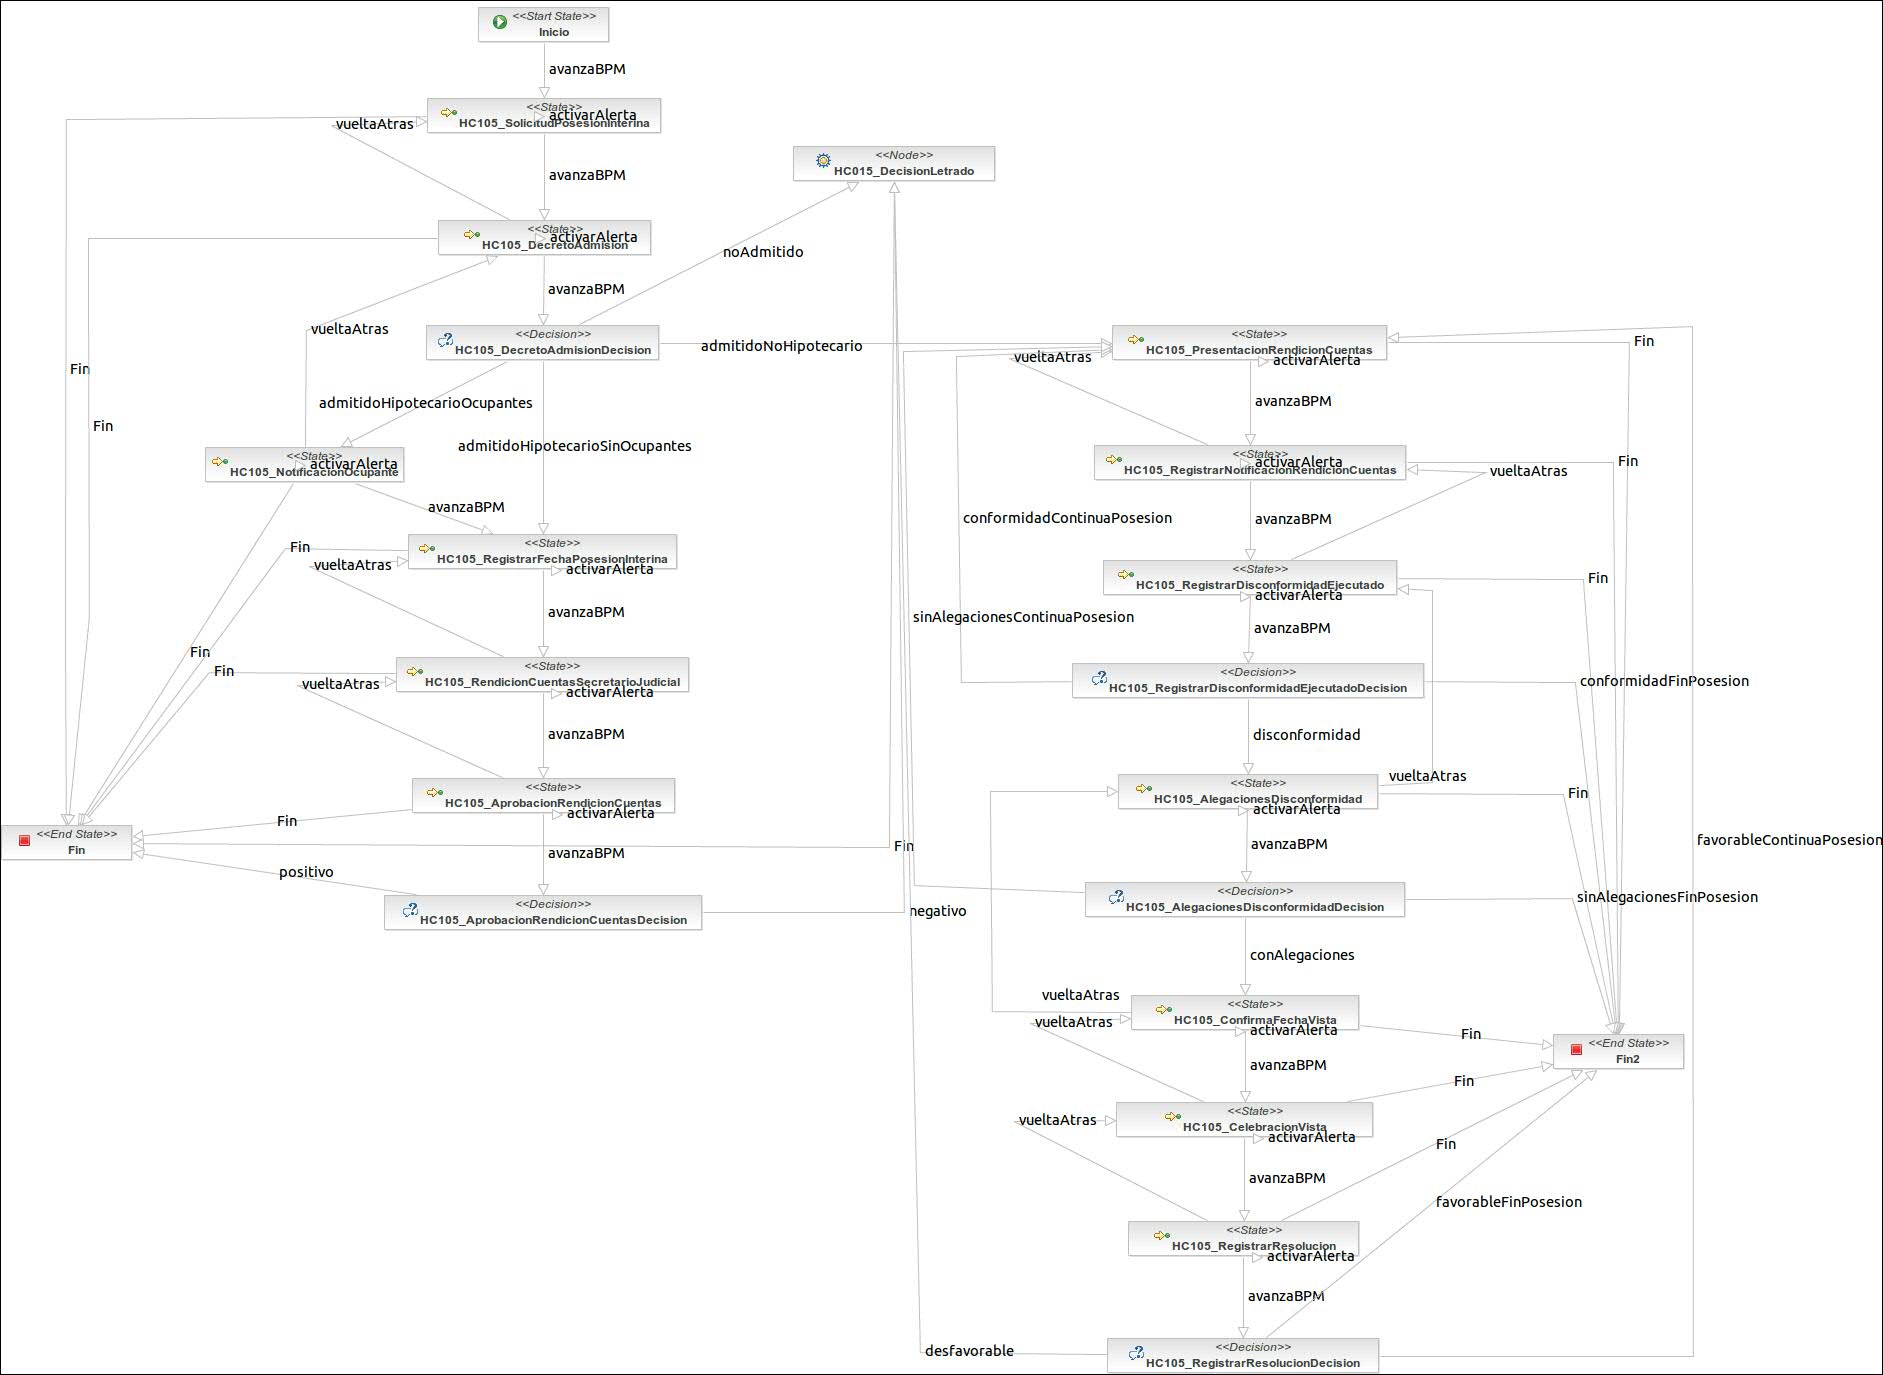 <<Start State>>
Inicio
avanzaBPM
<<State>>
activarAlerta
HC105_SolicitudPosesionInterina
vueltaAtras
avanzaBPM
<<Node>>
HC015_DecisionLetrado
<<State>>
activarAlerta
HC105_DecretoAdmision
noAdmitido
avanzaBPM
vueltaAtras
<<Decision>>
HC105_DecretoAdmisionDecision
admitidoNoHipotecario
Fin
Fin
admitidoHipotecarioOcupantes
admitidoHipotecarioSinOcupantes
<<State>>
activarAlerta
HC105_NotificacionOcupante
avanzaBPM
Fin
<<State>>
HC105_RegistrarFechaPosesionInterina
activarAlerta
vueltaAtras
avanzaBPM
Fin
Fin
<<State>>
HC105_RendicionCuentasSecretarioJudicial
activarAlerta
vueltaAtras
avanzaBPM
<<State>>
HC105_AprobacionRendicionCuentas
activarAlerta
Fin
<<End State>>
Fin
avanzaBPM
Fin
positivo
<<Decision>>
HC105_AprobacionRendicionCuentasDecision
negativo
<<State>>
HC105_PresentacionRendicionCuentas
activarAlerta
Fin
vueltaAtras
avanzaBPM
<<State>>
activarAlerta
HC105_RegistrarNotificacionRendicionCuentas
Fin
vueltaAtras
avanzaBPM
conformidadContinuaPosesion
<<State>>
HC105_RegistrarDisconformidadEjecutado
activarAlerta
Fin
sinAlegacionesContinuaPosesion
avanzaBPM
<<Decision>>
HC105_RegistrarDisconformidadEjecutadoDecision
conformidadFinPosesion
disconformidad
vueltaAtras
<<State>>
HC105_AlegacionesDisconformidad
activarAlerta
Fin
avanzaBPM
favorableContinuaPosesion
<<Decision>>
HC105_AlegacionesDisconformidadDecision
sinAlegacionesFinPosesion
conAlegaciones
vueltaAtras
<<State>>
HC105_ConfirmaFechaVista
activarAlerta
vueltaAtras
Fin
<<End State>>
Fin2
avanzaBPM
Fin
<<State>>
HC105_CelebracionVista
activarAlerta
vueltaAtras
Fin
avanzaBPM
favorableFinPosesion
<<State>>
HC105_RegistrarResolucion
activarAlerta
avanzaBPM
desfavorable
<<Decision>>
HC105_RegistrarResolucionDecision